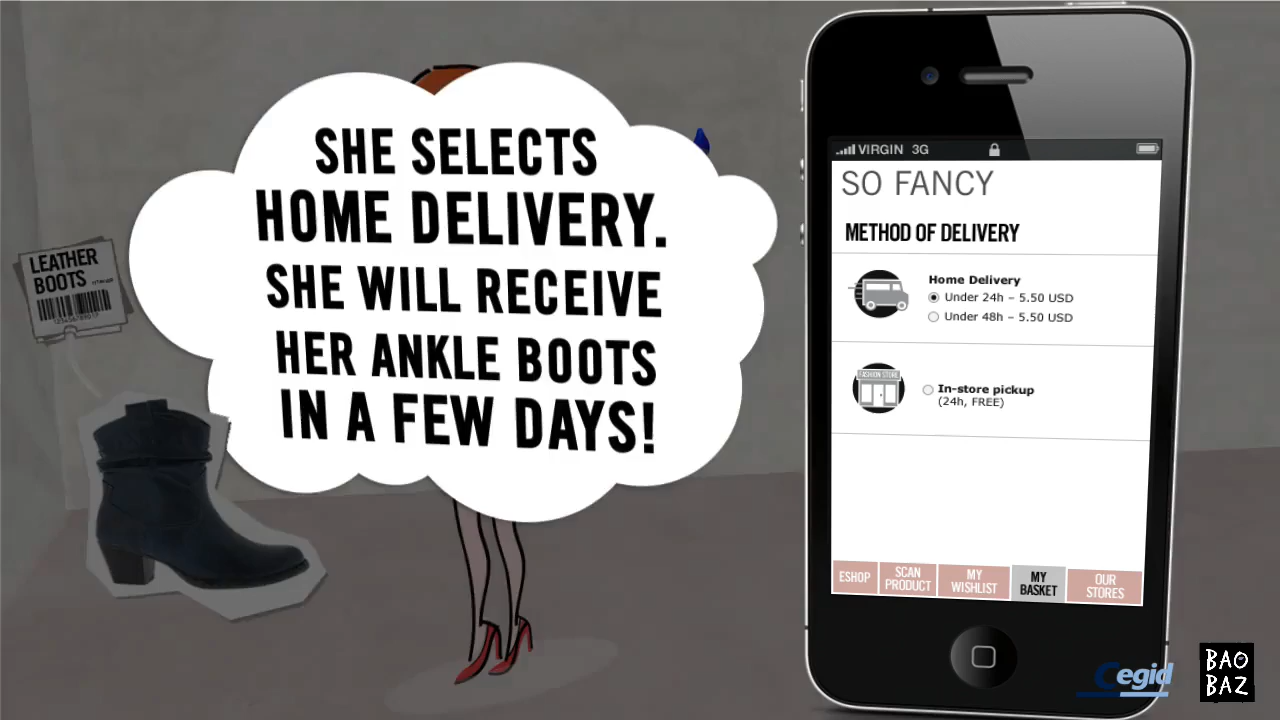 SHE SELECTS
HOME DELIVERY.
SHE WILL RECEIVE
HER ANKLE BOOTS
IN A FEW DAYS!
LEATHER
BOOTS
VIRGIN 3G
SO FANCY
METHOD OF DELIVERY
Home Delivery
Under 24h – 5.50 USD
Under 48h – 5.50 USD
FASHION STORE
In-store pickup
(24h, FREE)
ESHOP
SCAN
PRODUCT
MY
WISHLIST
MY
BASKET
OUR
STORES
Cegid
BAO
BAZ